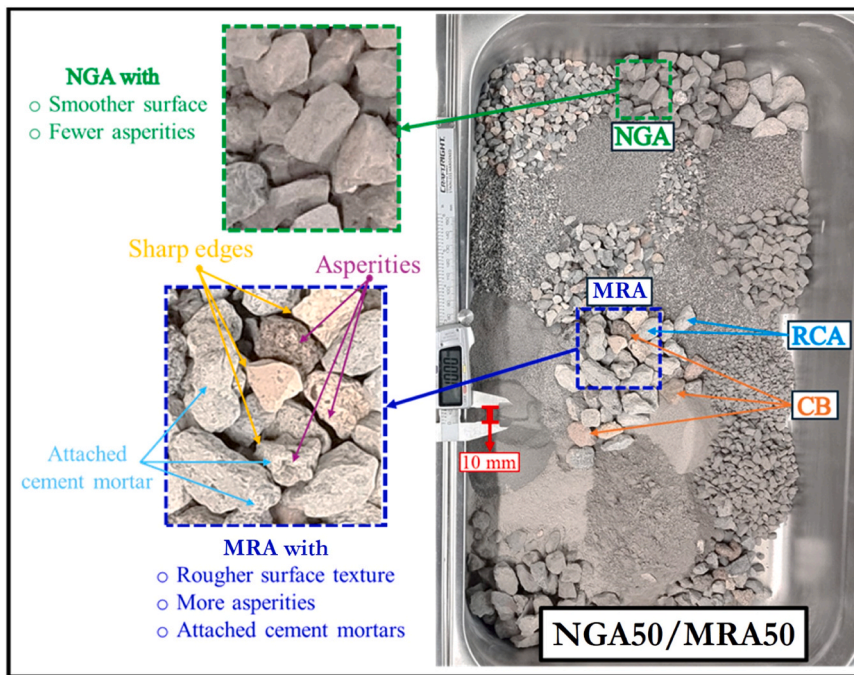 NGA with
○ Smoother surface
○ Fewer asperities
NGA
Sharp edges
Asperities
Attached
cement mortar
MRA with
○ Rougher surface texture
○ More asperities
○ Attached cement mortars
MRA
RCA
CB
10 mm
NGA50/MRA50